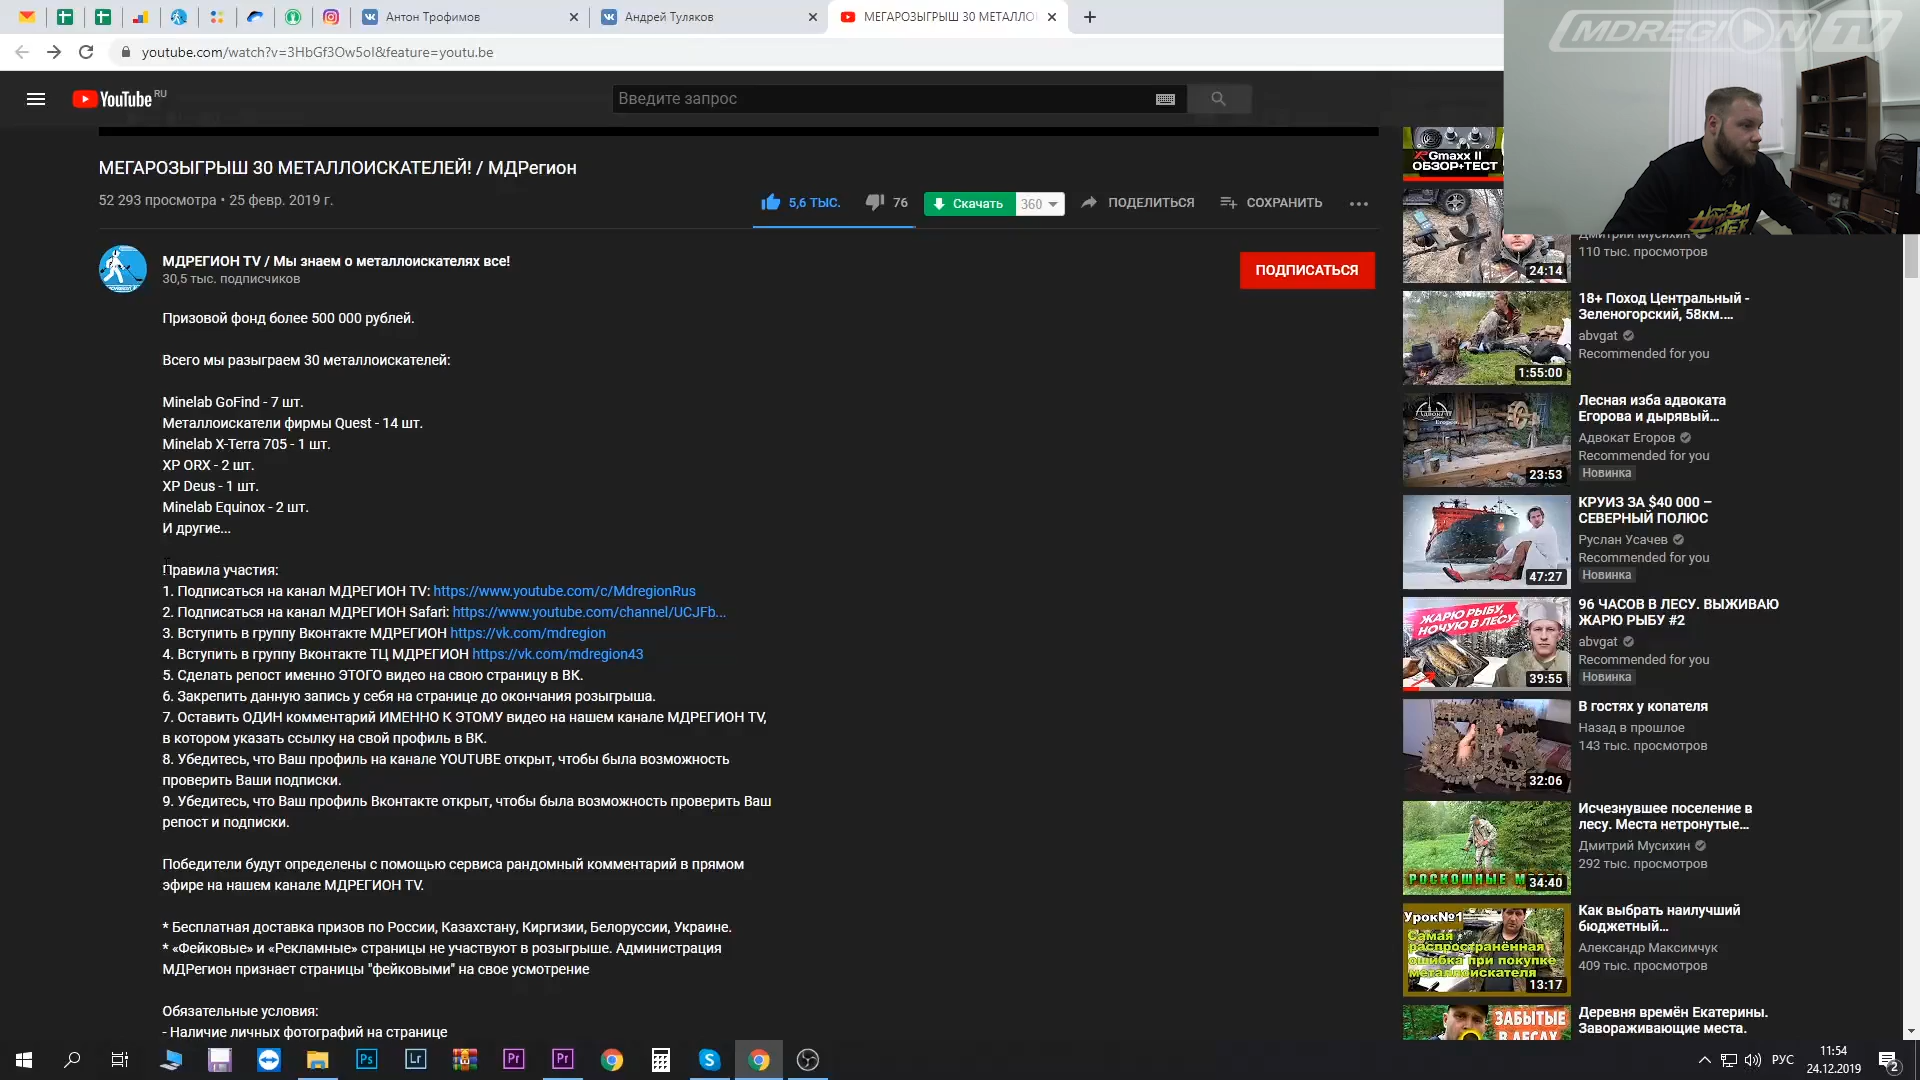 Антон Трофимов
Андрей Туляков
МЕГАРОЗЫГРЫШ 30 МЕТАЛЛО
youtube.com/watch?v=3HbGf3Ow5oI&feature=youtu.be
MDREGION TV
YouTube RU
Введите запрос
МЕГАРОЗЫГРЫШ 30 МЕТАЛЛОИСКАТЕЛЕЙ! / МДРегион
52 293 просмотра • 25 февр. 2019 г.
5,6 ТЫС.
76
Скачать
360
ПОДЕЛИТЬСЯ
СОХРАНИТЬ
МДРЕГИОН TV / Мы знаем о металлоискателях все!
30,5 тыс. подписчиков
ПОДПИСАТЬСЯ
Призовой фонд более 500 000 рублей.
Всего мы разыграем 30 металлоискателей:
Minelab GoFind - 7 шт.
Металлоискатели фирмы Quest - 14 шт.
Minelab X-Terra 705 - 1 шт.
XP ORX - 2 шт.
XP Deus - 1 шт.
Minelab Equinox - 2 шт.
И другие...
Правила участия:
1. Подписаться на канал МДРЕГИОН TV: https://www.youtube.com/c/MdregionRus
2. Подписаться на канал МДРЕГИОН Safari: https://www.youtube.com/channel/UCJFb...
3. Вступить в группу Вконтакте МДРЕГИОН https://vk.com/mdregion
4. Вступить в группу Вконтакте ТЦ МДРЕГИОН https://vk.com/mdregion43
5. Сделать репост именно ЭТОГО видео на свою страницу в ВК.
6. Закрепить данную запись у себя на странице до окончания розыгрыша.
7. Оставить ОДИН комментарий ИМЕННО К ЭТОМУ видео на нашем канале МДРЕГИОН TV,
в котором указать ссылку на свой профиль в ВК.
8. Убедитесь, что Ваш профиль на канале YOUTUBE открыт, чтобы была возможность
проверить Ваши подписки.
9. Убедитесь, что Ваш профиль Вконтакте открыт, чтобы была возможность проверить Ваш
репост и подписки.
Победители будут определены с помощью сервиса рандомный комментарий в прямом
эфире на нашем канале МДРЕГИОН TV.
* Бесплатная доставка призов по России, Казахстану, Киргизии, Белоруссии, Украине.
* «Фейковые» и «Рекламные» страницы не участвуют в розыгрыше. Администрация
МДРегион признает страницы "фейковыми" на свое усмотрение
Обязательные условия:
- Наличие личных фотографий на странице
Gmaxx II
ОБЗОР+ТЕСТ
24:14
Дмитрий Мусихин
110 тыс. просмотров
1:55:00
18+ Поход Центральный -
Зеленогорский, 58км....
abvgat
Recommended for you
23:53
Лесная изба адвоката
Егорова и дырявый...
Адвокат Егоров
Recommended for you
Новинка
47:27
КРУИЗ ЗА $40 000 –
СЕВЕРНЫЙ ПОЛЮС
Руслан Усачев
Recommended for you
Новинка
ЖАРЮ РЫБУ,
НОЧУЮ В ЛЕСУ
39:55
96 ЧАСОВ В ЛЕСУ. ВЫЖИВАЮ
ЖАРЮ РЫБУ #2
abvgat
Recommended for you
Новинка
32:06
В гостях у копателя
Назад в прошлое
143 тыс. просмотров
РОСКОШНЫЕ М
34:40
Исчезнувшее поселение в
лесу. Места нетронутые...
Дмитрий Мусихин
292 тыс. просмотров
Урок№1
Самая
распространённая
ошибка при покупке
металлоискателя
13:17
Как выбрать наилучший
бюджетный...
Александр Максимчук
409 тыс. просмотров
ЗАБЫТЫЕ
В ЛЕСАХ
Деревня времён Екатерины.
Завораживающие места.
Ps
Lr
Pr
Pr
РУС
11:54
24.12.2019
2